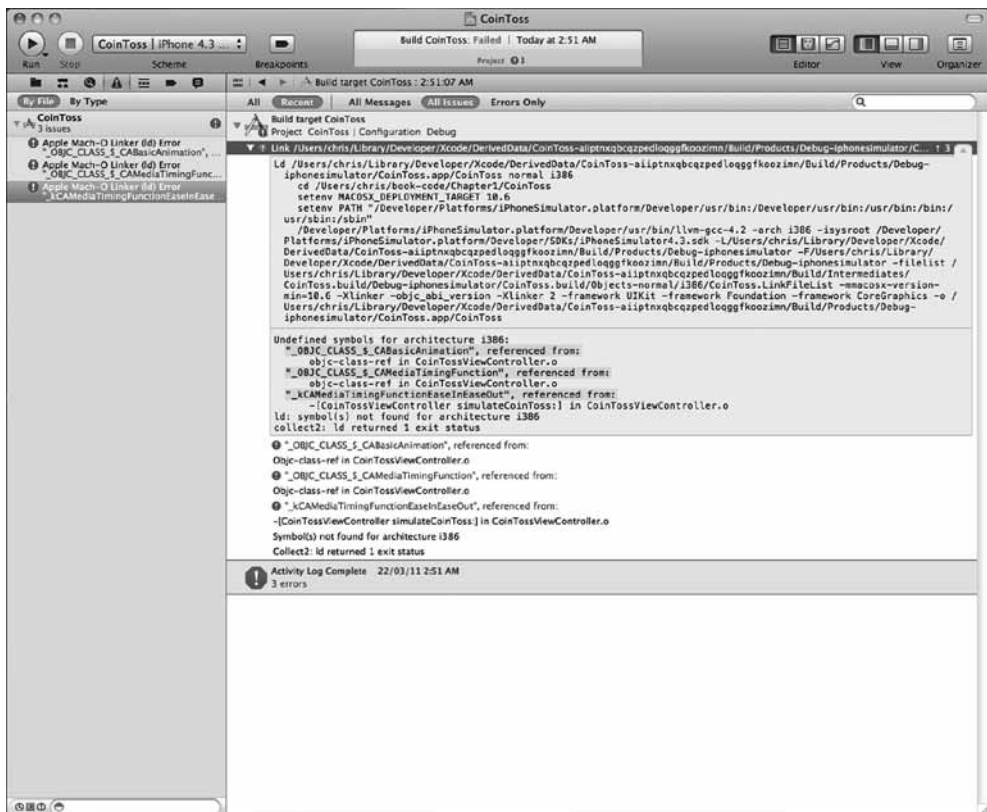 CoinToss
Run
Stop
CoinToss | iPhone 4.3 ...
Scheme
Breakpoints
Build CoinToss: Failed | Today at 2:51 AM
Project 1
Editor
View
Organizer
Build target CoinToss : 2:51:07 AM
By File By Type
All Recent All Messages All Issues Errors Only
CoinToss
3 issues
Apple Mach-O Linker (ld) Error
"_OBJC_CLASS_$_CABasicAnimation", ...
Apple Mach-O Linker (ld) Error
"_OBJC_CLASS_$_CAMediaTimingFunc...
Apple Mach-O Linker (ld) Error
"_kCAMediaTimingFunctionEaseInEase...
Build target CoinToss
Project CoinToss | Configuration Debug
Link /Users/chris/Library/Developer/Xcode/DerivedData/CoinToss-aiiptnxqbcqzpedloqggfkoozimn/Build/Products/Debug-iphonesimulator/C... 3
Ld /Users/chris/Library/Developer/Xcode/DerivedData/CoinToss-aiiptnxqbcqzpedloqggfkoozimn/Build/Products/Debug-
iphonesimulator/CoinToss.app/CoinToss normal i386
cd /Users/chris/book-code/Chapter1/CoinToss
setenv MACOSX_DEPLOYMENT_TARGET 10.6
setenv PATH "/Developer/Platforms/iPhoneSimulator.platform/Developer/usr/bin:/Developer/usr/bin:/usr/bin:/bin:/
usr/sbin:/sbin"
/Developer/Platforms/iPhoneSimulator.platform/Developer/usr/bin/llvm-gcc-4.2 -arch i386 -isysroot /Developer/
Platforms/iPhoneSimulator.platform/Developer/SDKs/iPhoneSimulator4.3.sdk -L/Users/chris/Library/Developer/Xcode/
DerivedData/CoinToss-aiiptnxqbcqzpedloqggfkoozimn/Build/Products/Debug-iphonesimulator -F/Users/chris/Library/
Developer/Xcode/DerivedData/CoinToss-aiiptnxqbcqzpedloqggfkoozimn/Build/Products/Debug-iphonesimulator -filelist /
Users/chris/Library/Developer/Xcode/DerivedData/CoinToss-aiiptnxqbcqzpedloqggfkoozimn/Build/Intermediates/
CoinToss.build/Debug-iphonesimulator/CoinToss.build/Objects-normal/i386/CoinToss.LinkFileList -mmacosx-version-
min=10.6 -Xlinker -objc_abi_version -Xlinker 2 -framework UIKit -framework Foundation -framework CoreGraphics -o /
Users/chris/Library/Developer/Xcode/DerivedData/CoinToss-aiiptnxqbcqzpedloqggfkoozimn/Build/Products/Debug-
iphonesimulator/CoinToss.app/CoinToss
Undefined symbols for architecture i386:
"_OBJC_CLASS_$_CABasicAnimation", referenced from:
objc-class-ref in CoinTossViewController.o
"_OBJC_CLASS_$_CAMediaTimingFunction", referenced from:
objc-class-ref in CoinTossViewController.o
"_kCAMediaTimingFunctionEaseInEaseOut", referenced from:
-[CoinTossViewController simulateCoinToss:] in CoinTossViewController.o
ld: symbol(s) not found for architecture i386
collect2: ld returned 1 exit status
"_OBJC_CLASS_$_CABasicAnimation", referenced from:
Objc-class-ref in CoinTossViewController.o
"_OBJC_CLASS_$_CAMediaTimingFunction", referenced from:
Objc-class-ref in CoinTossViewController.o
"_kCAMediaTimingFunctionEaseInEaseOut", referenced from:
-[CoinTossViewController simulateCoinToss:] in CoinTossViewController.o
Symbol(s) not found for architecture i386
Collect2: ld returned 1 exit status
Activity Log Complete 22/03/11 2:51 AM
3 errors